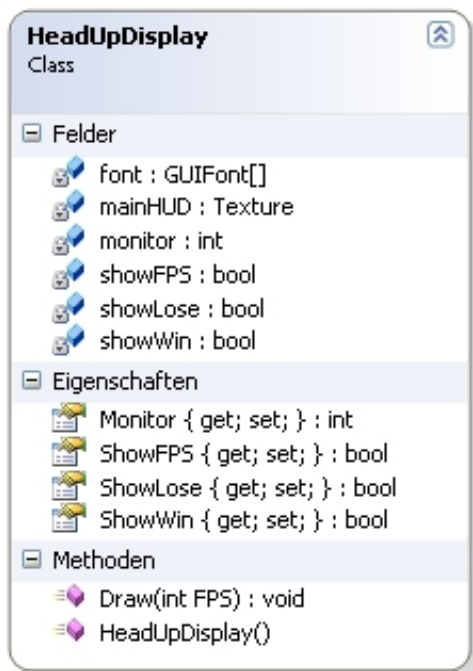 HeadUpDisplay
Class
Felder
font : GUIFont[]
mainHUD : Texture
monitor : int
showFPS : bool
showLose : bool
showWin : bool
Eigenschaften
Monitor { get; set; } : int
ShowFPS { get; set; } : bool
ShowLose { get; set; } : bool
ShowWin { get; set; } : bool
Methoden
Draw(int FPS) : void
HeadUpDisplay()